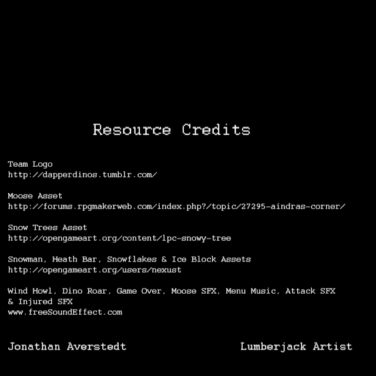 Resource Credits
Team Logo
http://dapperdinos.tumblr.com/
Moose Asset
http://forums.rpgmakerweb.com/index.php?/topic/27295-aindras-corner/
Snow Trees Asset
http://opengameart.org/content/lpc-snowy-tree
Snowman, Heath Bar, Snowflakes & Ice Block Assets
http://opengameart.org/users/nexust
Wind Howl, Dino Roar, Game Over, Moose SFX, Menu Music, Attack SFX
& Injured SFX
www.freeSoundEffect.com
Jonathan Averstedt Lumberjack Artist